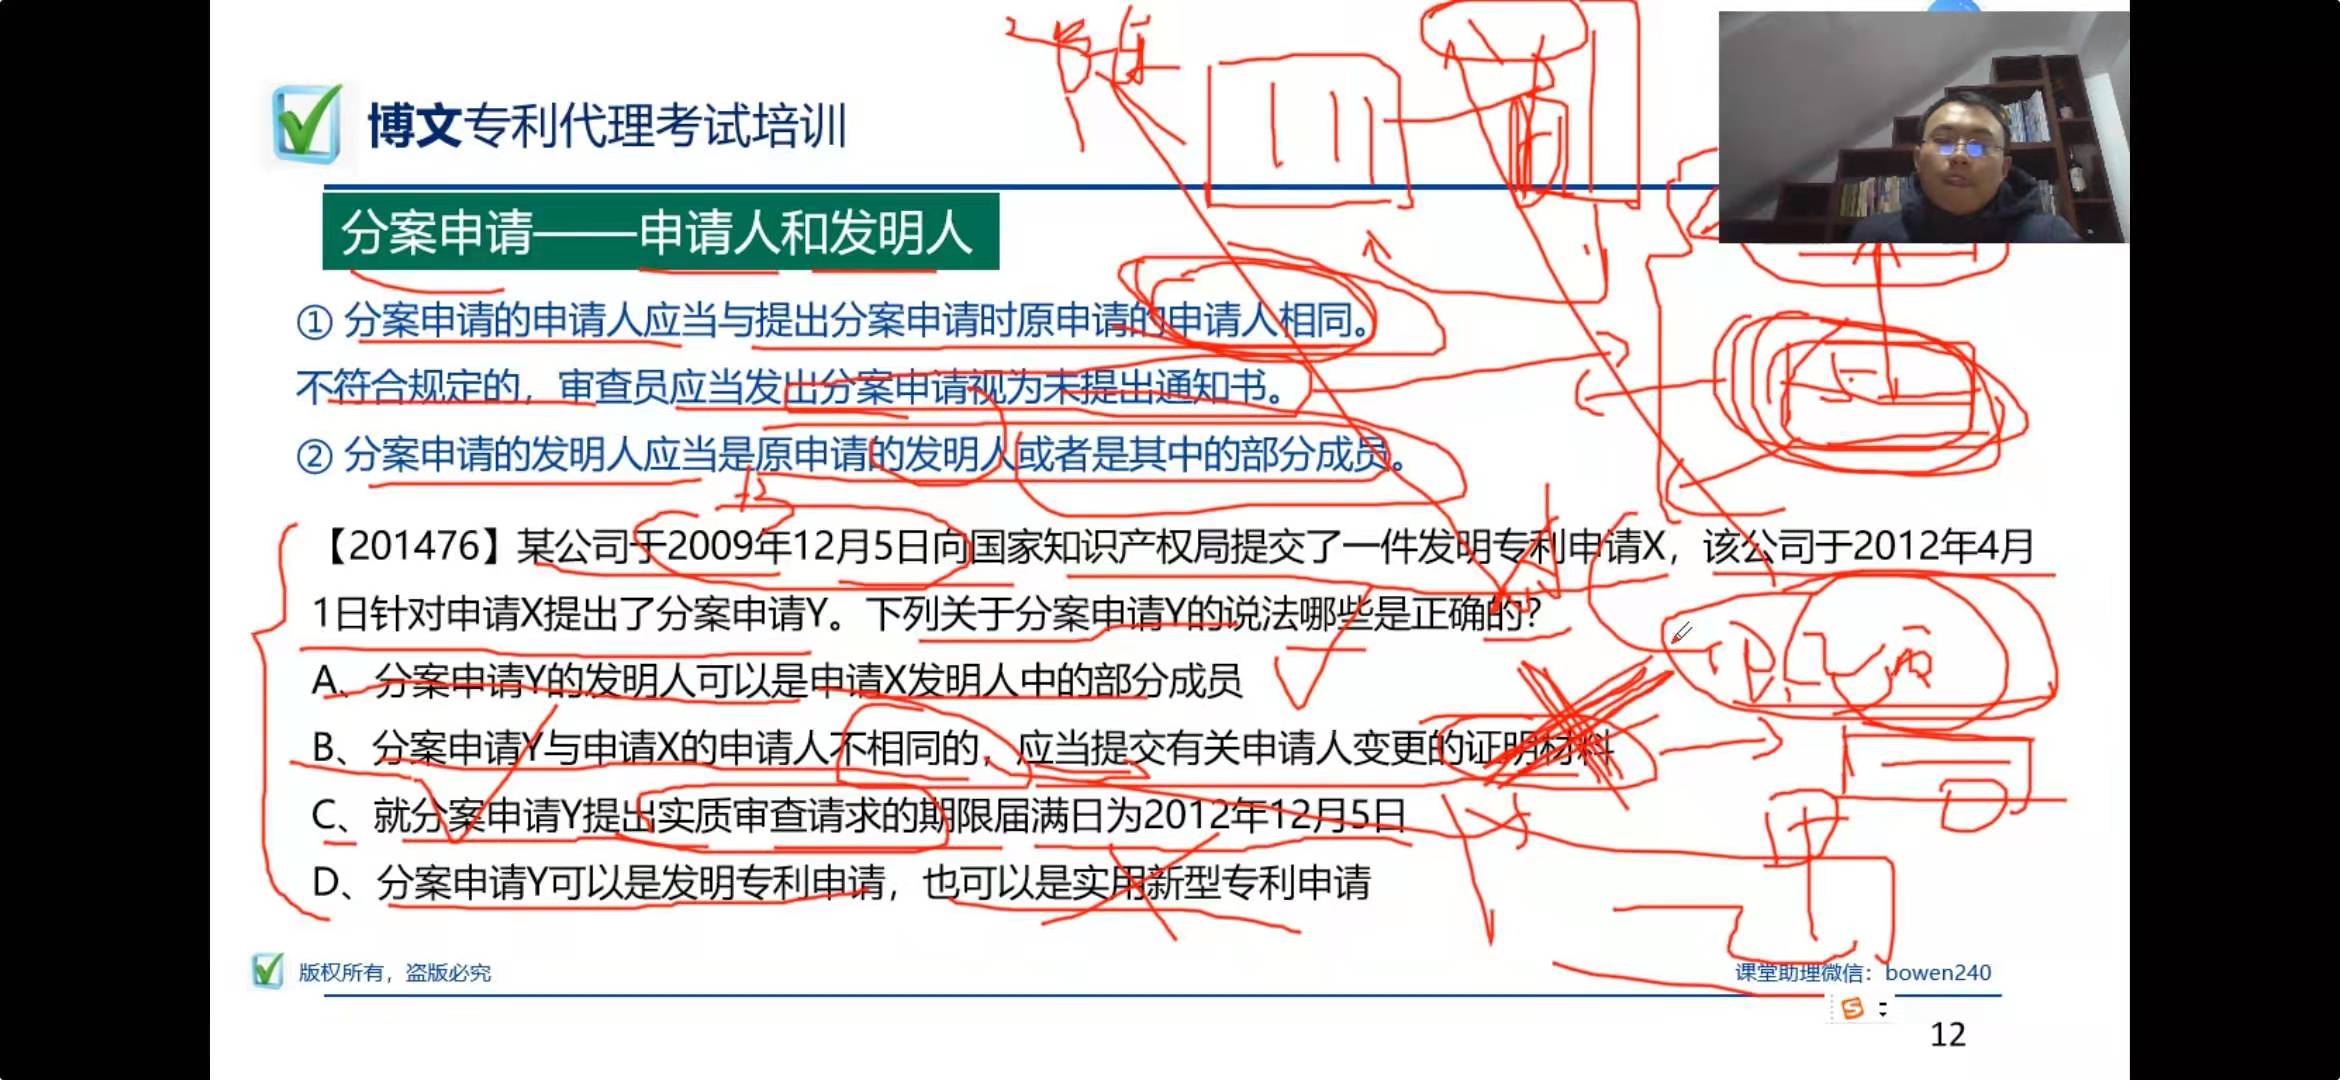 博文专利代理考试培训
分案申请——申请人和发明人
① 分案申请的申请人应当与提出分案申请时原申请的申请人相同。
不符合规定的，审查员应当发出分案申请视为未提出通知书。
② 分案申请的发明人应当是原申请的发明人或者是其中的部分成员。
【201476】某公司于2009年12月5日向国家知识产权局提交了一件发明专利申请X，该公司于2012年4月
1日针对申请X提出了分案申请Y。下列关于分案申请Y的说法哪些是正确的？
A、分案申请Y的发明人可以是申请X发明人中的部分成员
B、分案申请Y与申请X的申请人不相同的，应当提交有关申请人变更的证明材料
C、就分案申请Y提出实质审查请求的期限届满日为2012年12月5日
D、分案申请Y可以是发明专利申请，也可以是实用新型专利申请
版权所有，盗版必究
课堂助理微信：bowen240
12